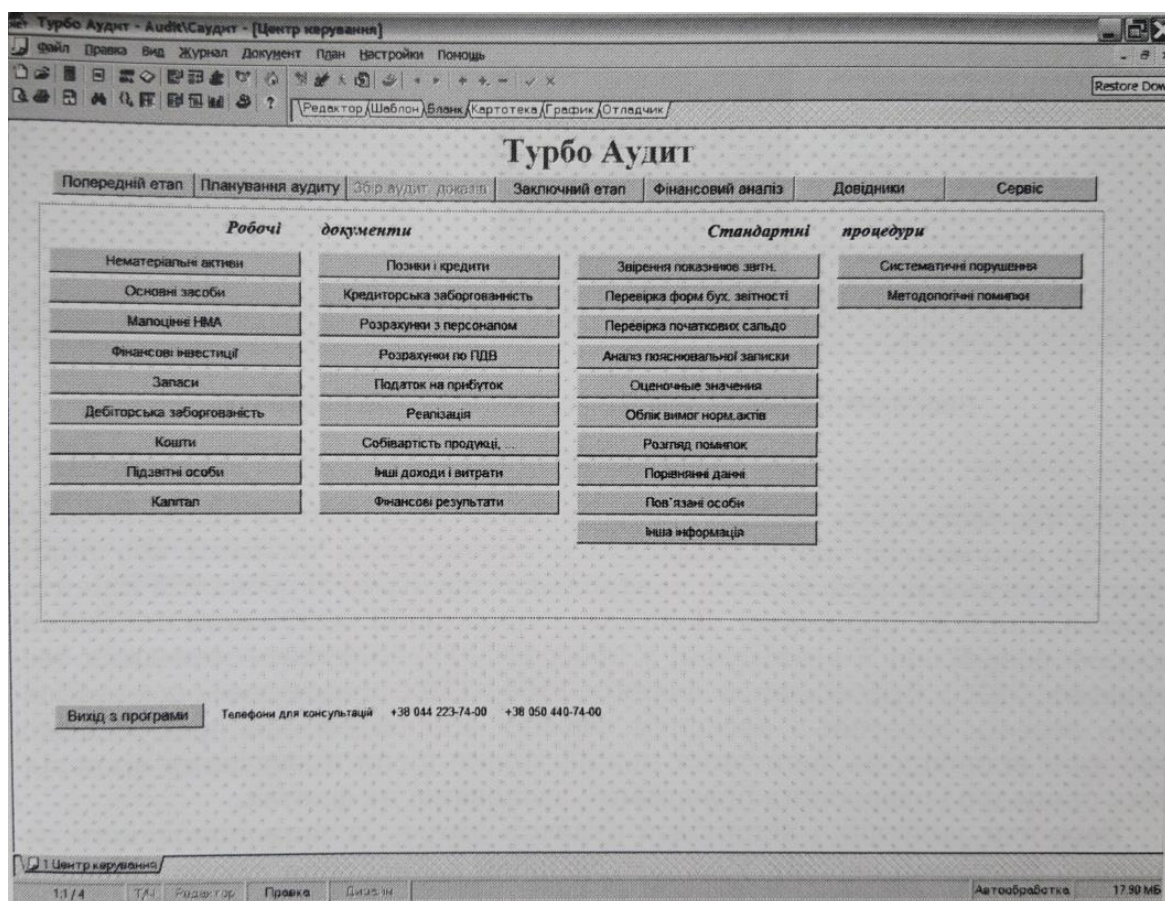 Турбо Аудит - Audit\Саудит - [Центр керування]
Файл Правка Вид Журнал Документ План Настройки Помощь
Restore Dow
Редактор Шаблон Бланк Картотека График Отладчик
Турбо Аудит
Попередній етап Планування аудиту Збір аудит. доказів Заключний етап Фінансовий аналіз Довідники Сервіс
Робочі документи Стандартні процедури
Нематеріальні активи Позики і кредити Звірення показників звітн. Систематичні порушення
Основні засоби Кредиторська заборгованність Перевірка форм бух. звітності Методологічні помилки
Малоцінні НМА Розрахунки з персоналом Перевірка початкових сальдо
Фінансові інвестиції Розрахунки по ПДВ Аналіз пояснювальної записки
Запаси Податок на прибуток Оценочные значения
Дебіторська заборгованість Реалізація Облік вимог норм.актів
Кошти Собівартість продукції, ... Розгляд помилок
Підзвітні особи Інші доходи і витрати Порівнянні данні
Капітал Фінансові результати Пов`язані особи
Інша інформація
Вихід з програми Телефони для консультацій +38 044 223-74-00 +38 050 440-74-00
1 Центр керування
1:1 / 4 Редактор Правка Дизайн Автообработка 17.90 МБ